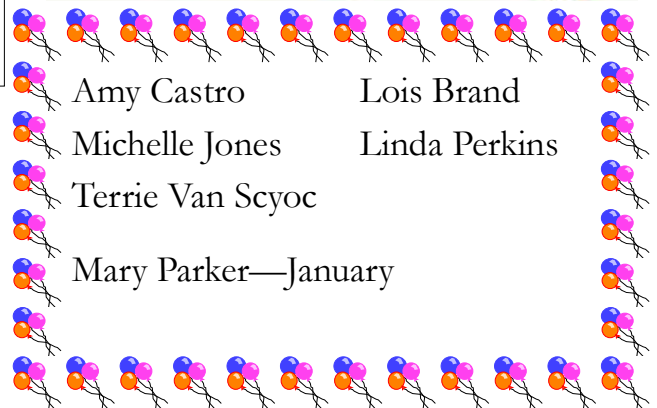 Amy Castro Lois Brand
Michelle Jones Linda Perkins
Terrie Van Scyoc
Mary Parker—January